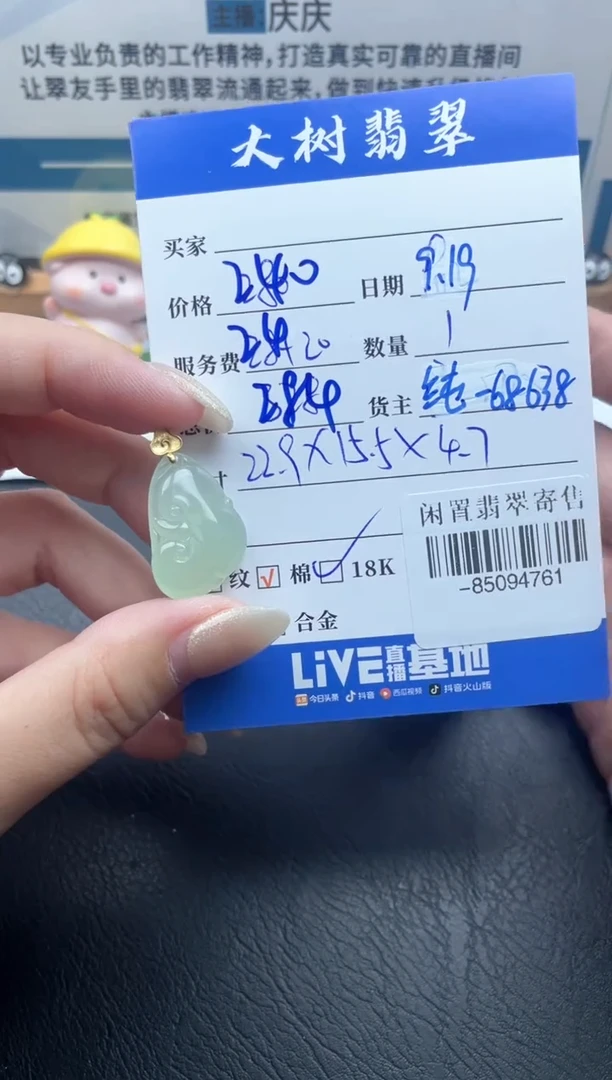 主播：庆庆
以专业负责的工作精神，打造真实可靠的直播间
让翠友手里的翡翠流通起来，做到快速
大树翡翠
买家
价格 日期 9.19
服务费 数量 1
货主 -68638
22.9×15.5×4.7
闲置翡翠寄售
-85094761
纹 ☑ 棉 ☑ 18K
合金
LiVE直播基地
今日头条 抖音 西瓜视频 抖音火山版